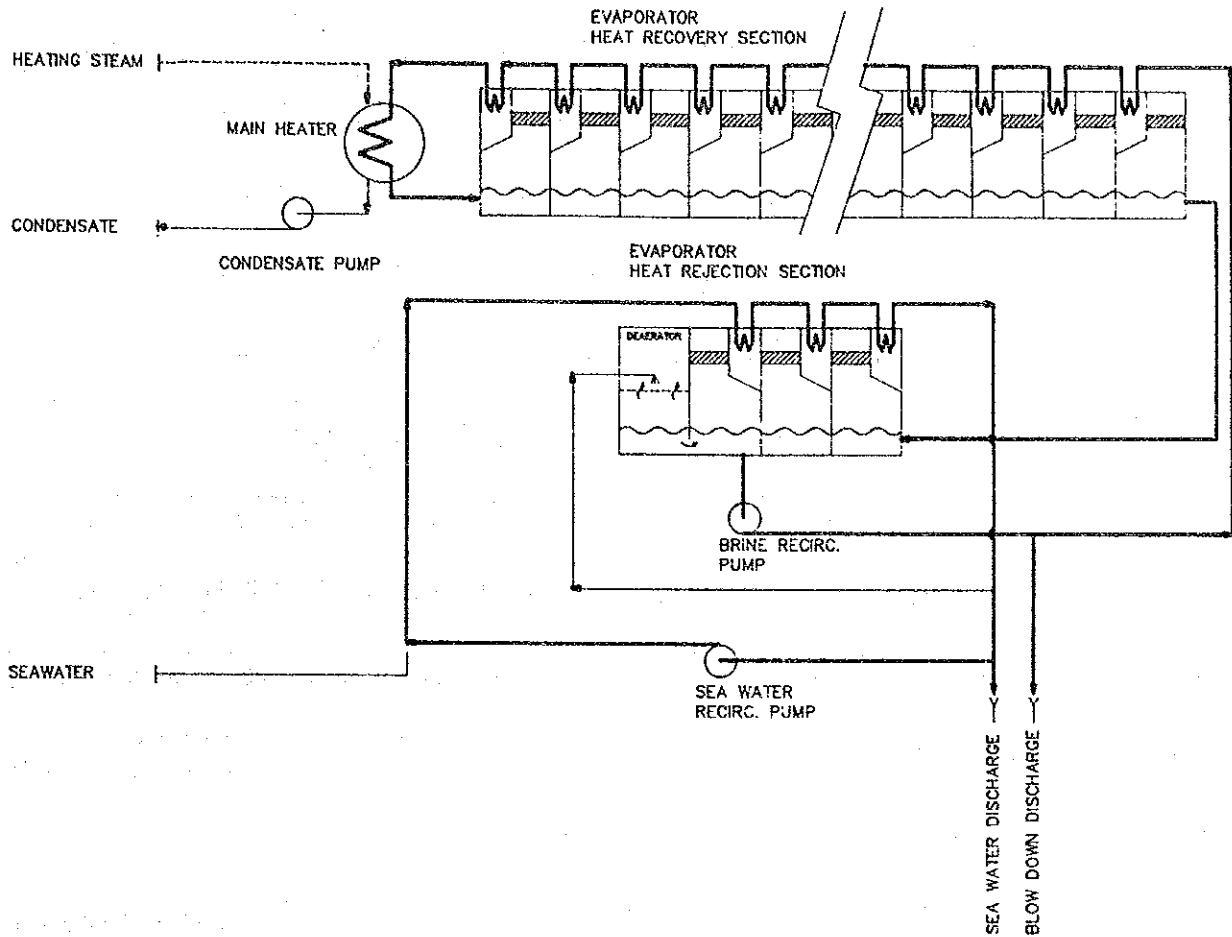 EVAPORATOR
HEAT RECOVERY SECTION
HEATING STEAM
MAIN HEATER
CONDENSATE
CONDENSATE PUMP
EVAPORATOR
HEAT REJECTION SECTION
DEAERATOR
BRINE RECIRC.
PUMP
SEAWATER
SEA WATER
RECIRC. PUMP
SEA WATER DISCHARGE
BLOW DOWN DISCHARGE